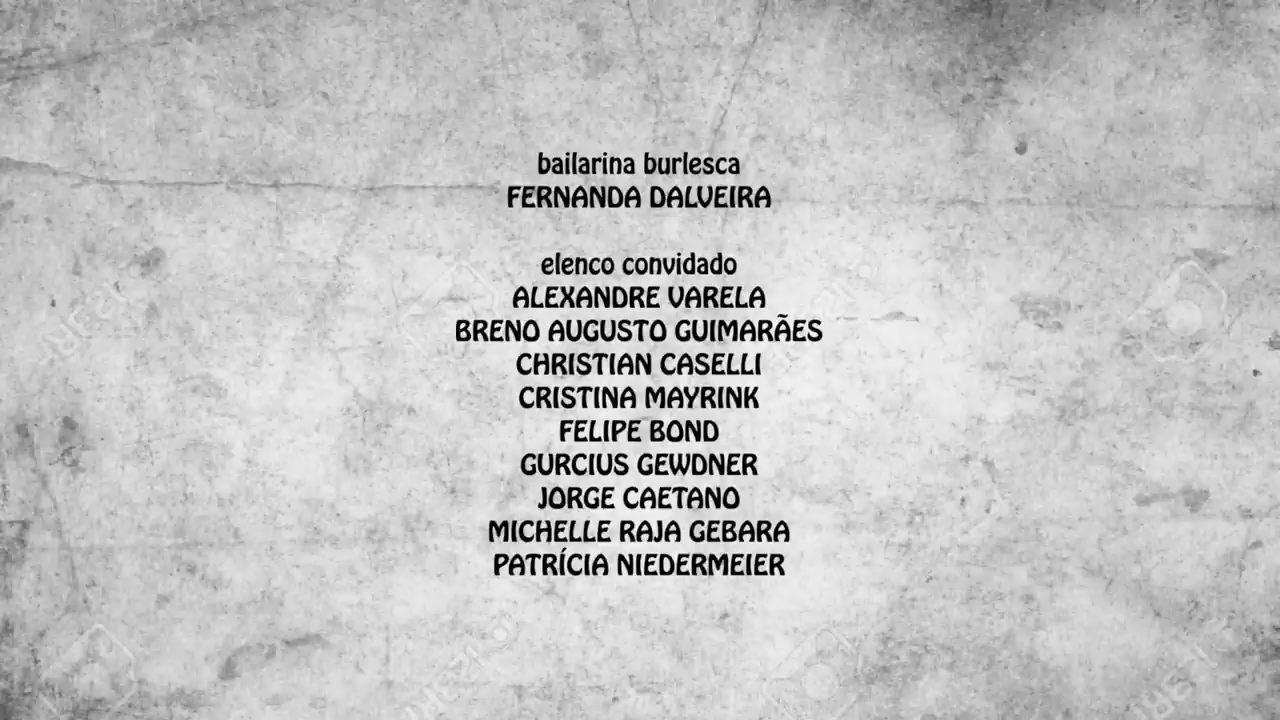 bailarina burlesca
FERNANDA DALVEIRA
elenco convidado
ALEXANDRE VARELA
BRENO AUGUSTO GUIMARÃES
CHRISTIAN CASELLI
CRISTINA MAYRINK
FELIPE BOND
GURCIUS GEWDNER
JORGE CAETANO
MICHELLE RAJA GEBARA
PATRÍCIA NIEDERMEIER